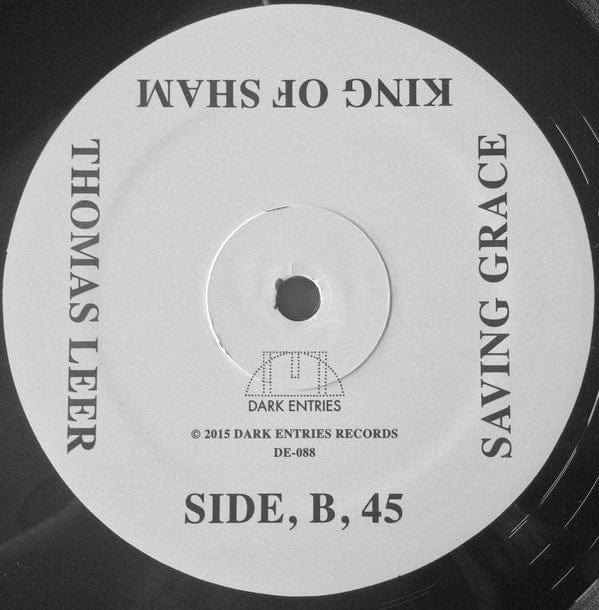 KING OF SHAM
THOMAS LEER
SAVING GRACE
DARK ENTRIES
© 2015 DARK ENTRIES RECORDS
DE-088
SIDE, B, 45